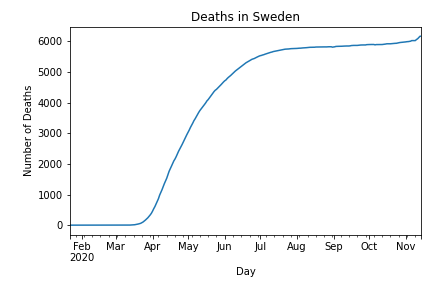 Deaths in Sweden
Number of Deaths
6000
5000
4000
3000
2000
1000
0
Feb Mar Apr May Jun Jul Aug Sep Oct Nov
2020
Day